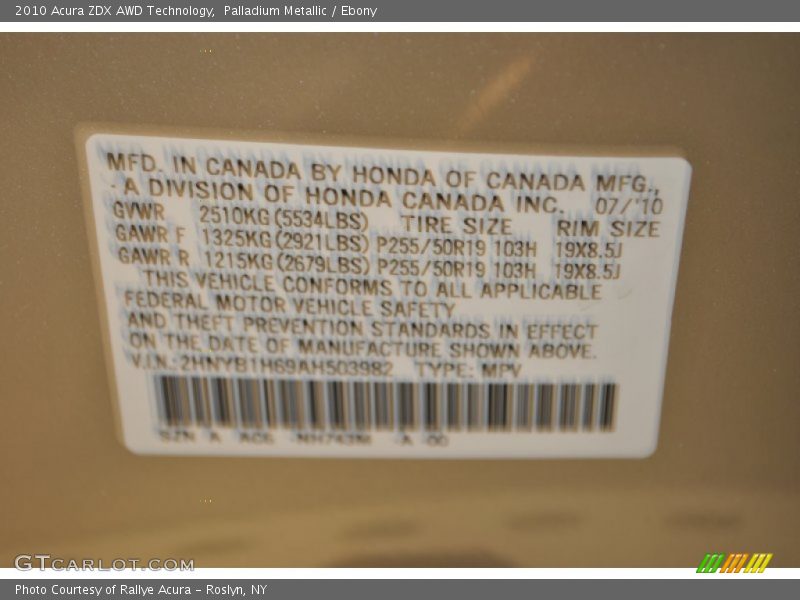 2010 Acura ZDX AWD Technology,  Palladium Metallic / Ebony
MFD. IN CANADA BY HONDA OF CANADA MFG.,
A DIVISION OF HONDA CANADA INC. 07/'10
GVWR 2510KG(5534LBS) TIRE SIZE RIM SIZE
GAWR F 1325KG(2921LBS) P255/50R19 103H 19X8.5J
GAWR R 1215KG(2679LBS) P255/50R19 103H 19X8.5J
THIS VEHICLE CONFORMS TO ALL APPLICABLE
FEDERAL MOTOR VEHICLE SAFETY
AND THEFT PREVENTION STANDARDS IN EFFECT
ON THE DATE OF MANUFACTURE SHOWN ABOVE.
V.I.N.:2HNYB1H69AH503982 TYPE: MPV
SZN A AC6 -NH743M -A 00
GTCARLOT.COM
Photo Courtesy of Rallye Acura – Roslyn, NY